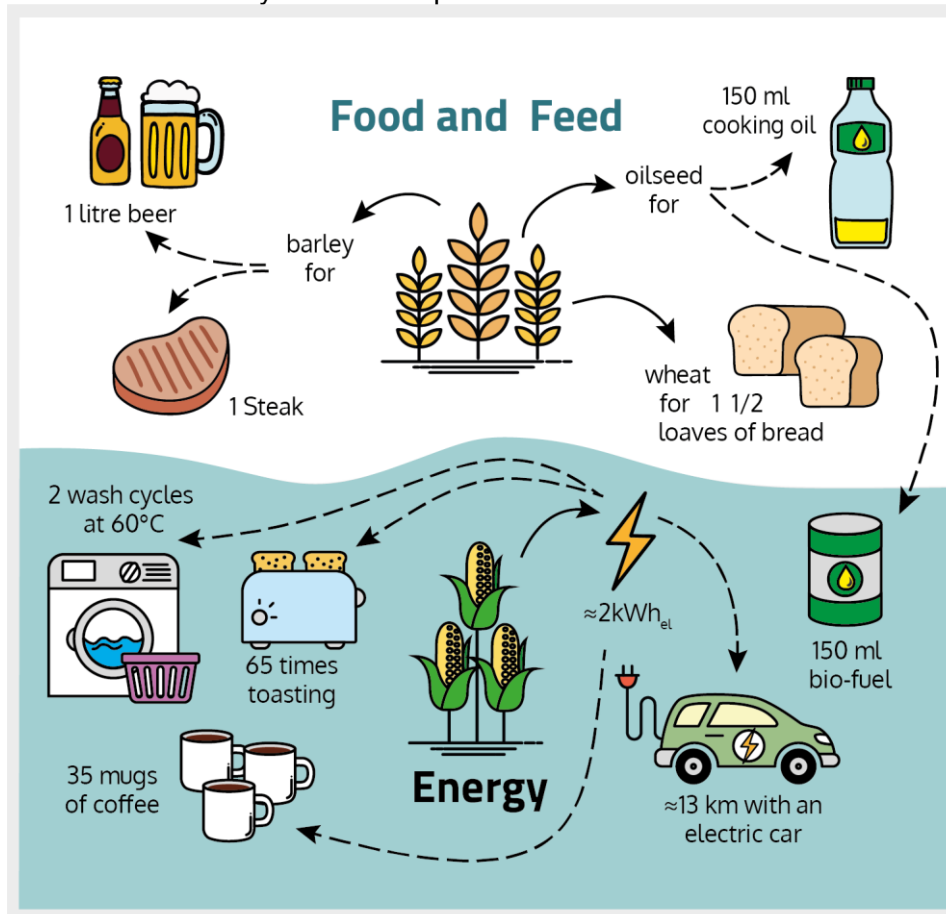 Food and Feed
150 ml
cooking oil
oilseed
for
1 litre beer
barley
for
1 Steak
wheat
for 1 1/2
loaves of bread
2 wash cycles
at 60°C
65 times
toasting
≈2kWhel
150 ml
bio-fuel
35 mugs
of coffee
Energy
≈13 km with an
electric car